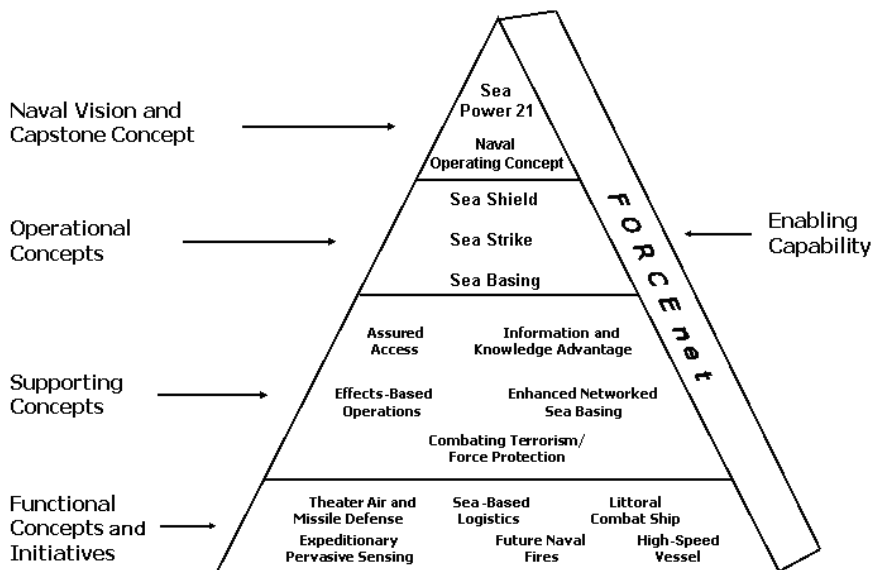 Naval Vision and
Capstone Concept
Sea
Power 21
Naval
Operating Concept
Operational
Concepts
Sea Shield
Sea Strike
Sea Basing
FORCEnet
Enabling
Capability
Supporting
Concepts
Assured
Access
Information and
Knowledge Advantage
Effects-Based
Operations
Enhanced Networked
Sea Basing
Combating Terrorism/
Force Protection
Functional
Concepts and
Initiatives
Theater Air and
Missile Defense
Sea-Based
Logistics
Littoral
Combat Ship
Expeditionary
Pervasive Sensing
Future Naval
Fires
High-Speed
Vessel